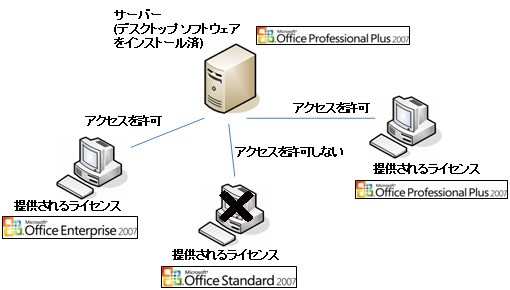 サーバー
(デスクトップ ソフトウェア
をインストール済)
Microsoft
Office Professional Plus 2007
アクセスを許可
アクセスを許可
アクセスを許可しない
提供されるライセンス
Microsoft
Office Enterprise 2007
提供されるライセンス
Microsoft
Office Professional Plus 2007
提供されるライセンス
Microsoft
Office Standard 2007